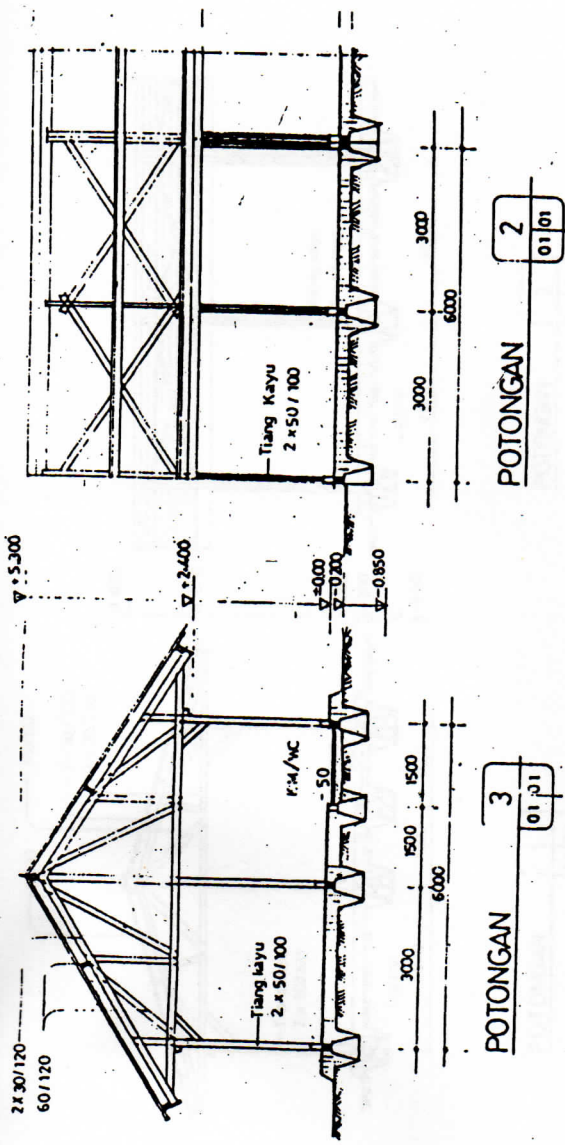 2 X 30/120
60/120
Tiang kayu
2 x 50/100
KM/WC
- 50
3000
1500
1500
6000
POTONGAN
3
01 01
+ 5.300
+ 2.400
±0.00
-0.200
-0.850
Tiang Kayu
2 x 50 / 100
3000
3000
6000
POTONGAN
2
01 01